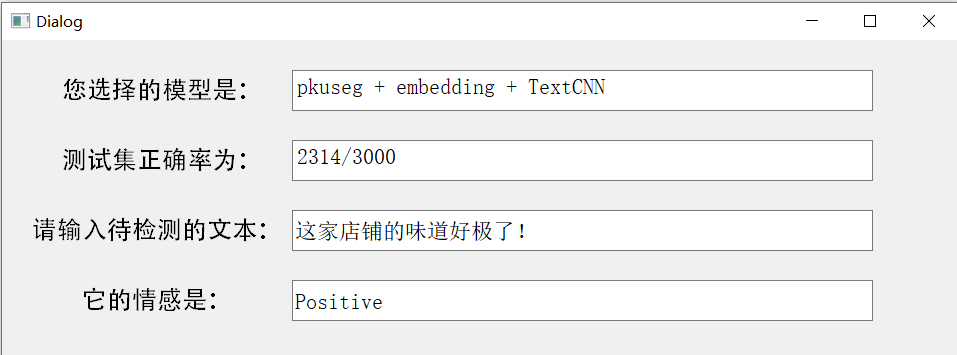 Dialog
您选择的模型是： pkuseg + embedding + TextCNN
测试集正确率为： 2314/3000
请输入待检测的文本： 这家店铺的味道好极了！
它的情感是： Positive